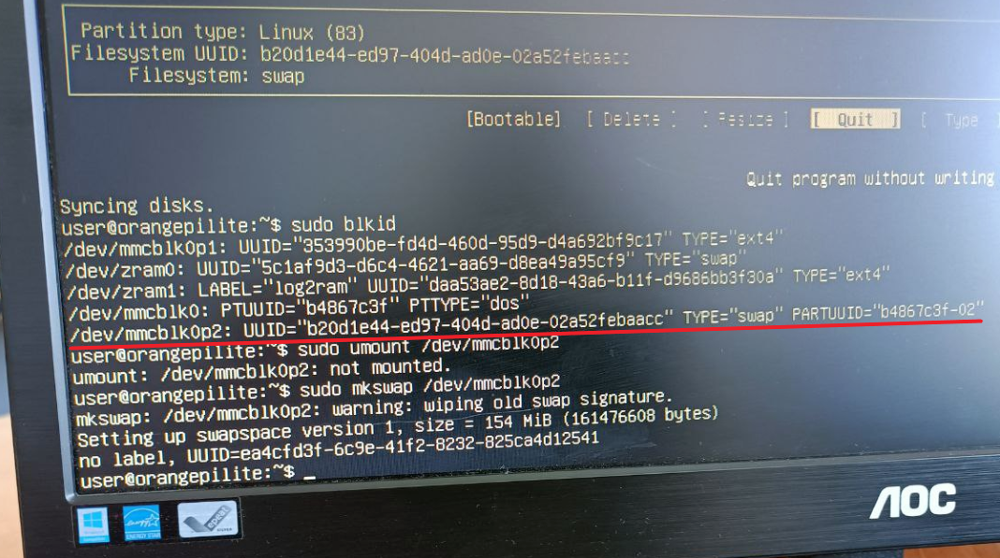 Partition type: Linux (83)
Filesystem UUID: b20d1e44-ed97-404d-ad0e-02a52febaacc
Filesystem: swap
[Bootable] [ Delete ] [ Resize ] [ Quit ] [ Type ]
Quit program without writing
Syncing disks.
user@orangepilite:~$ sudo blkid
/dev/mmcblk0p1: UUID="353990be-fd4d-460d-95d9-d4a692bf9c17" TYPE="ext4"
/dev/zram0: UUID="5c1af9d3-d6c4-4621-aa69-d8ea49a95cf9" TYPE="swap"
/dev/zram1: LABEL="log2ram" UUID="daa53ae2-8d18-43a6-b11f-d9686bb3f30a" TYPE="ext4"
/dev/mmcblk0: PTUUID="b4867c3f" PTTYPE="dos"
/dev/mmcblk0p2: UUID="b20d1e44-ed97-404d-ad0e-02a52febaacc" TYPE="swap" PARTUUID="b4867c3f-02"
user@orangepilite:~$ sudo umount /dev/mmcblk0p2
umount: /dev/mmcblk0p2: not mounted.
user@orangepilite:~$ sudo mkswap /dev/mmcblk0p2
mkswap: /dev/mmcblk0p2: warning: wiping old swap signature.
Setting up swapspace version 1, size = 154 MiB (161476608 bytes)
no label, UUID=ea4cfd3f-6c9e-41f2-8232-825ca4d12541
user@orangepilite:~$ _
AOC
ENERGY STAR